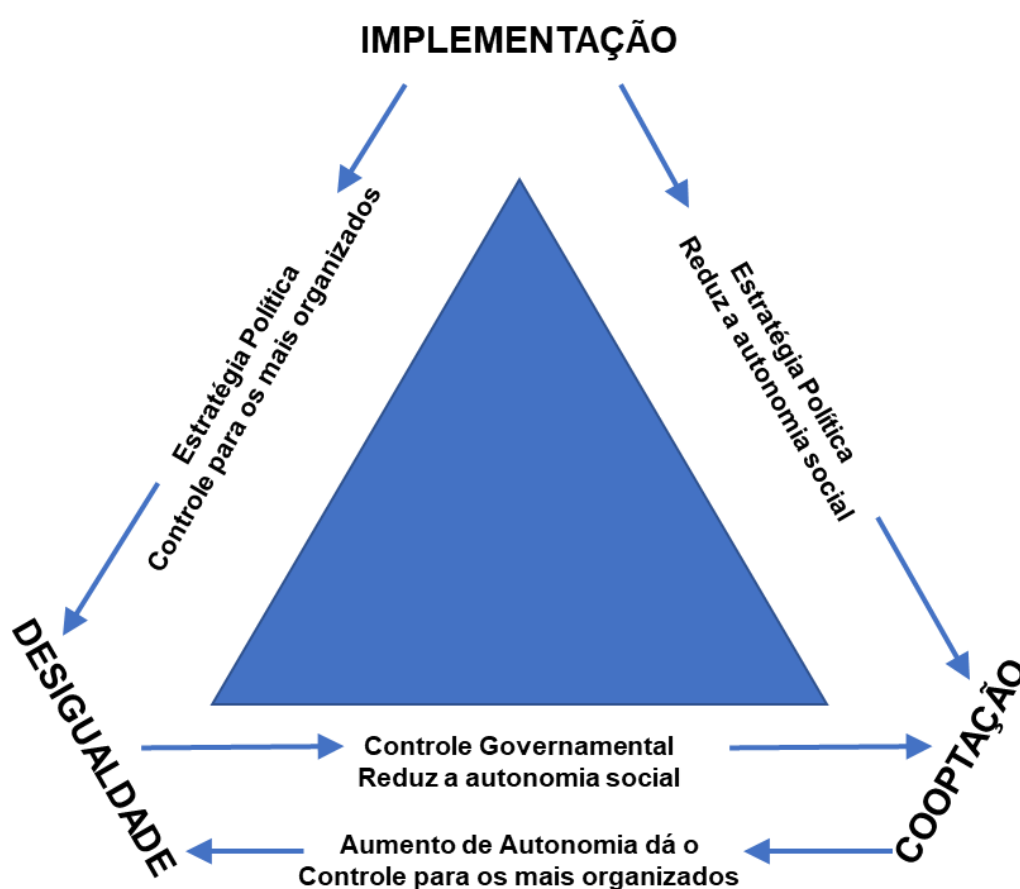 IMPLEMENTAÇÃO
Estratégia Política
Controle para os mais organizados
Estratégia Política
Reduz a autonomia social
DESIGUALDADE
COOPTAÇÃO
Controle Governamental
Reduz a autonomia social
Aumento de Autonomia dá o
Controle para os mais organizados